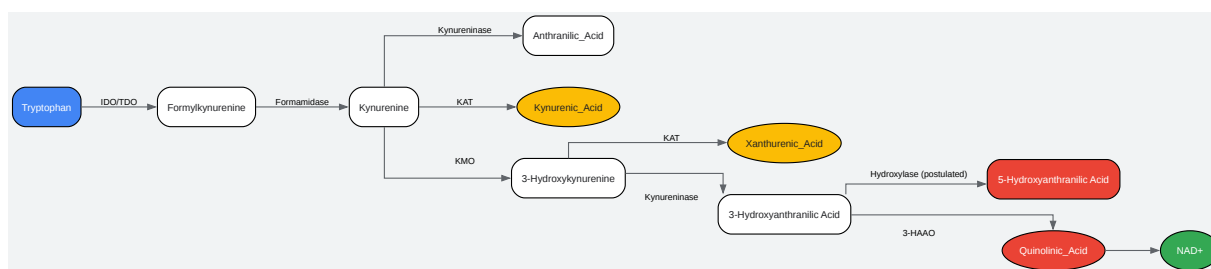 Kynureninase
Anthranilic_Acid
Tryptophan
IDO/TDO
Formylkynurenine
Formamidase
Kynurenine
KAT
Kynurenic_Acid
KAT
Xanthurenic_Acid
KMO
3-Hydroxykynurenine
Kynureninase
Hydroxylase (postulated)
5-Hydroxyanthranilic Acid
3-Hydroxyanthranilic Acid
3-HAAO
Quinolinic_Acid
NAD+